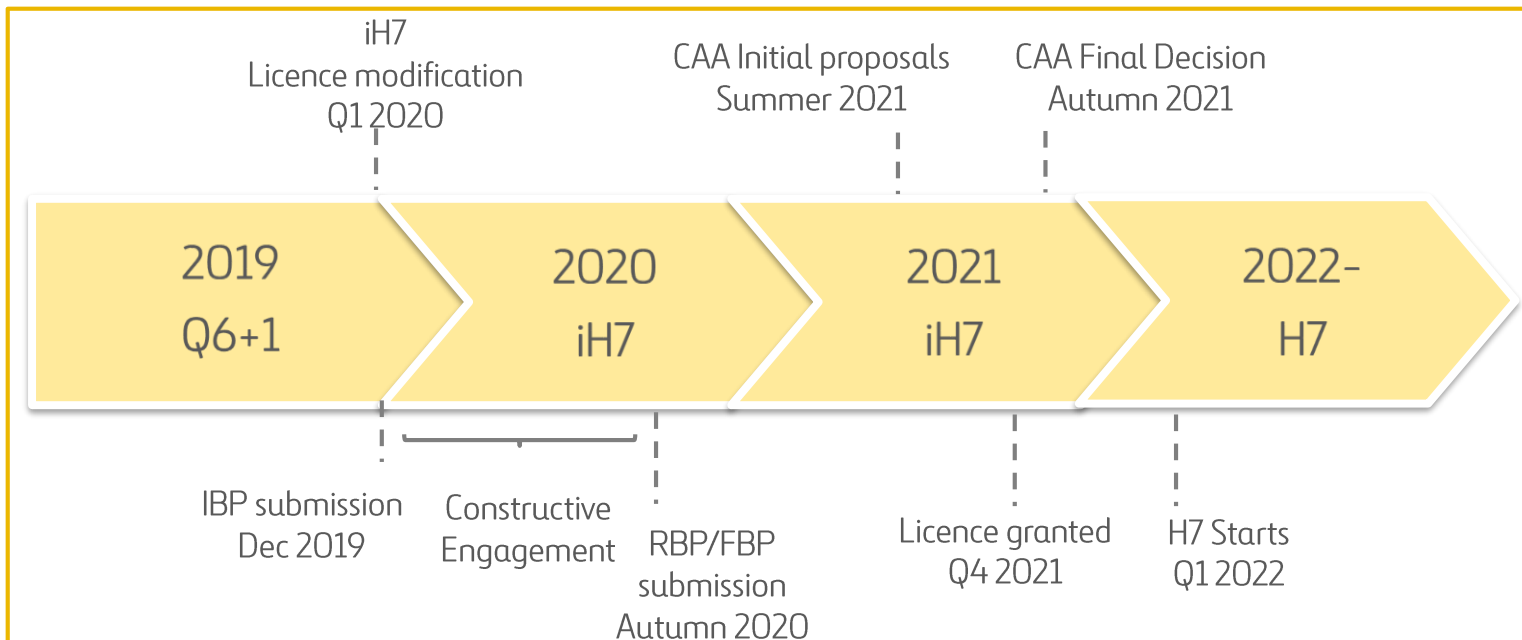 iH7
Licence modification
Q1 2020
CAA Initial proposals
Summer 2021
CAA Final Decision
Autumn 2021
2019
Q6+1
2020
iH7
2021
iH7
2022-
H7
IBP submission
Dec 2019
Constructive
Engagement
RBP/FBP
submission
Autumn 2020
Licence granted
Q4 2021
H7 Starts
Q1 2022